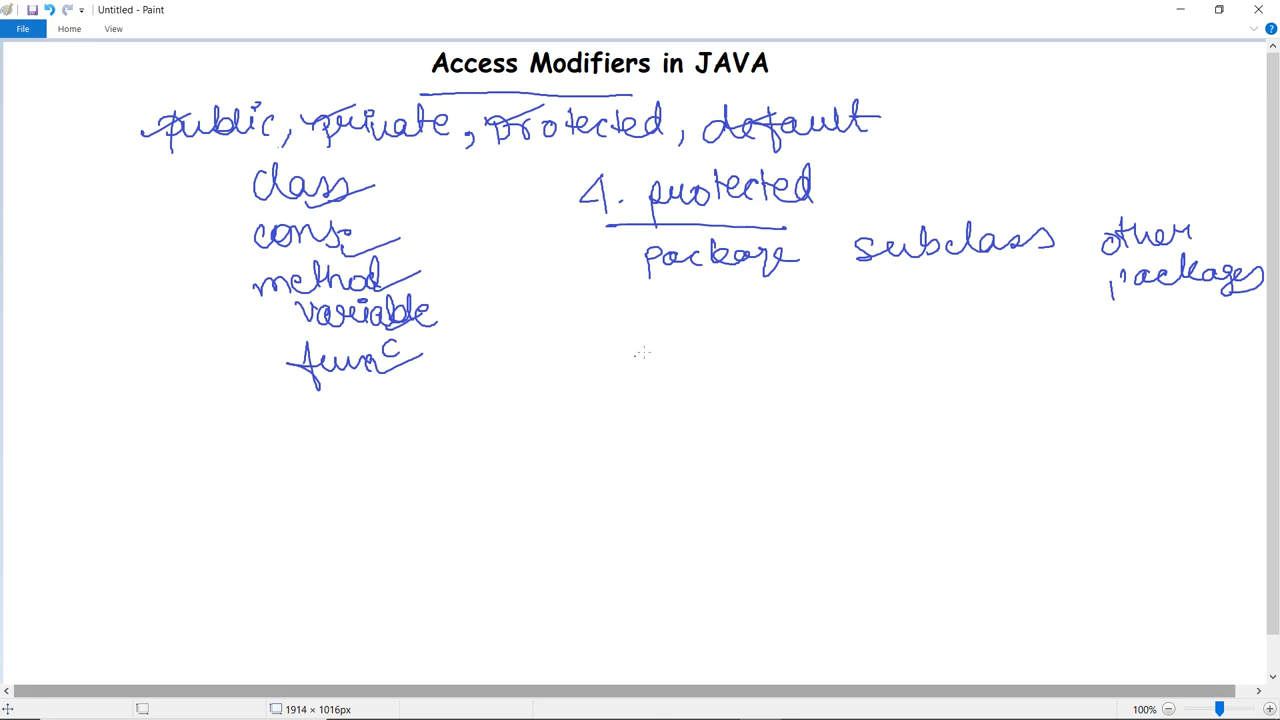 Untitled - Paint
File Home View
Access Modifiers in JAVA
public, private, protected, default
class
cons.
method
variable
func
4. protected
package subclass other
packages
1914 × 1016px
100%